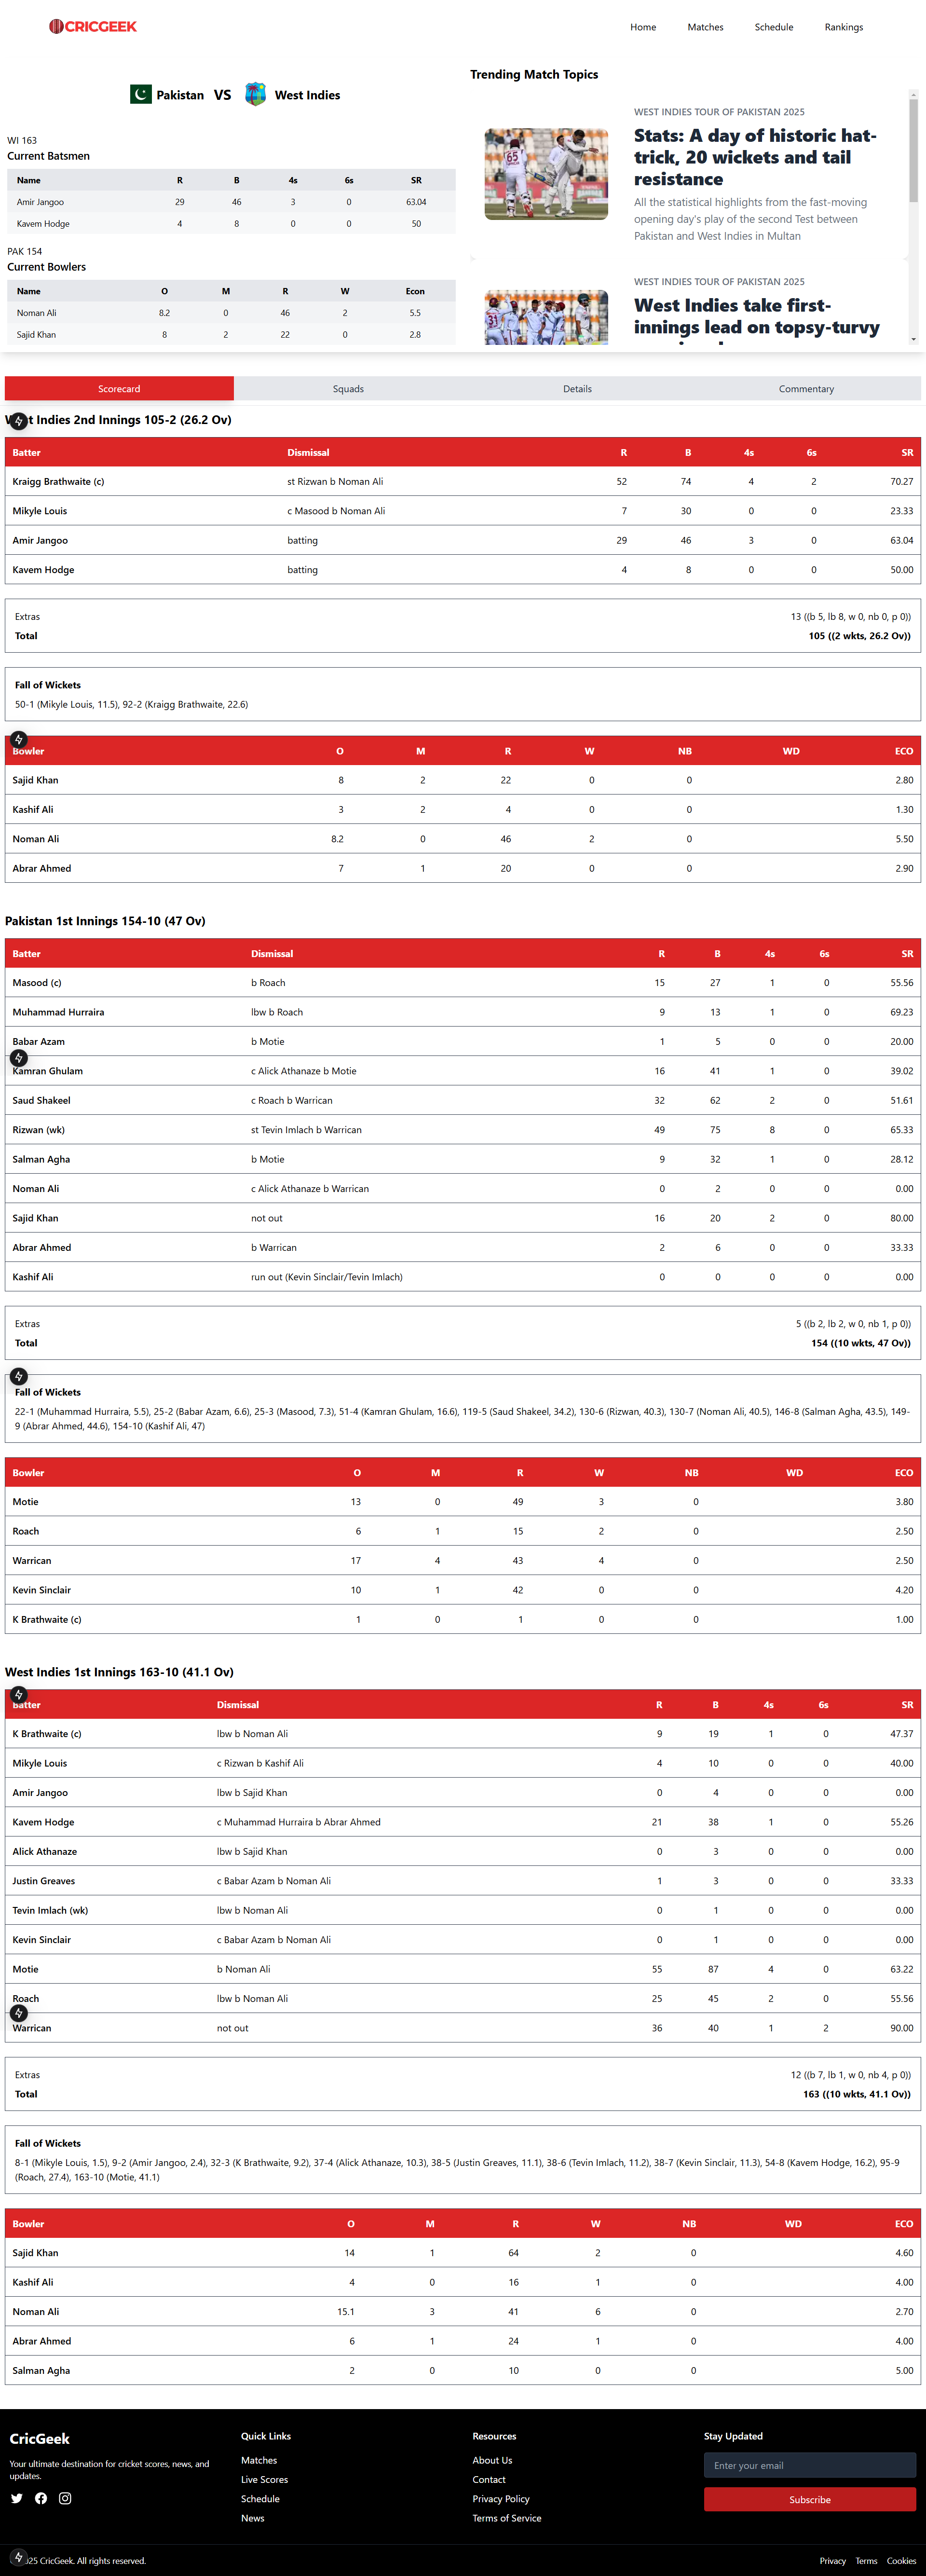 CRICGEEK
Home Matches Schedule Rankings
Pakistan VS West Indies
WI 163
Current Batsmen
Name R B 4s 6s SR
Amir Jangoo 29 46 3 0 63.04
Kavem Hodge 4 8 0 0 50
PAK 154
Current Bowlers
Name O M R W Econ
Noman Ali 8.2 0 46 2 5.5
Sajid Khan 8 2 22 0 2.8
Trending Match Topics
WEST INDIES TOUR OF PAKISTAN 2025
Stats: A day of historic hat-
trick, 20 wickets and tail
resistance
All the statistical highlights from the fast-moving
opening day's play of the second Test between
Pakistan and West Indies in Multan
WEST INDIES TOUR OF PAKISTAN 2025
West Indies take first-
innings lead on topsy-turvy
Scorecard Squads Details Commentary
Indies 2nd Innings 105-2 (26.2 Ov)
Batter Dismissal R B 4s 6s SR
Kraigg Brathwaite (c) st Rizwan b Noman Ali 52 74 4 2 70.27
Mikyle Louis c Masood b Noman Ali 7 30 0 0 23.33
Amir Jangoo batting 29 46 3 0 63.04
Kavem Hodge batting 4 8 0 0 50.00
Extras 13 ((b 5, lb 8, w 0, nb 0, p 0))
Total 105 ((2 wkts, 26.2 Ov))
Fall of Wickets
50-1 (Mikyle Louis, 11.5), 92-2 (Kraigg Brathwaite, 22.6)
Bowler O M R W NB WD ECO
Sajid Khan 8 2 22 0 0 2.80
Kashif Ali 3 2 4 0 0 1.30
Noman Ali 8.2 0 46 2 0 5.50
Abrar Ahmed 7 1 20 0 0 2.90
Pakistan 1st Innings 154-10 (47 Ov)
Batter Dismissal R B 4s 6s SR
Masood (c) b Roach 15 27 1 0 55.56
Muhammad Hurraira lbw b Roach 9 13 1 0 69.23
Babar Azam b Motie 1 5 0 0 20.00
Kamran Ghulam c Alick Athanaze b Motie 16 41 1 0 39.02
Saud Shakeel c Roach b Warrican 32 62 2 0 51.61
Rizwan (wk) st Tevin Imlach b Warrican 49 75 8 0 65.33
Salman Agha b Motie 9 32 1 0 28.12
Noman Ali c Alick Athanaze b Warrican 0 2 0 0 0.00
Sajid Khan not out 16 20 2 0 80.00
Abrar Ahmed b Warrican 2 6 0 0 33.33
Kashif Ali run out (Kevin Sinclair/Tevin Imlach) 0 0 0 0 0.00
Extras 5 ((b 2, lb 2, w 0, nb 1, p 0))
Total 154 ((10 wkts, 47 Ov))
Fall of Wickets
22-1 (Muhammad Hurraira, 5.5), 25-2 (Babar Azam, 6.6), 25-3 (Masood, 7.3), 51-4 (Kamran Ghulam, 16.6), 119-5 (Saud Shakeel, 34.2), 130-6 (Rizwan, 40.3), 130-7 (Noman Ali, 40.5), 146-8 (Salman Agha, 43.5), 149-
9 (Abrar Ahmed, 44.6), 154-10 (Kashif Ali, 47)
Bowler O M R W NB WD ECO
Motie 13 0 49 3 0 3.80
Roach 6 1 15 2 0 2.50
Warrican 17 4 43 4 0 2.50
Kevin Sinclair 10 1 42 0 0 4.20
K Brathwaite (c) 1 0 1 0 0 1.00
West Indies 1st Innings 163-10 (41.1 Ov)
Batter Dismissal R B 4s 6s SR
K Brathwaite (c) lbw b Noman Ali 9 19 1 0 47.37
Mikyle Louis c Rizwan b Kashif Ali 4 10 0 0 40.00
Amir Jangoo lbw b Sajid Khan 0 4 0 0 0.00
Kavem Hodge c Muhammad Hurraira b Abrar Ahmed 21 38 1 0 55.26
Alick Athanaze lbw b Sajid Khan 0 3 0 0 0.00
Justin Greaves c Babar Azam b Noman Ali 1 3 0 0 33.33
Tevin Imlach (wk) lbw b Noman Ali 0 1 0 0 0.00
Kevin Sinclair c Babar Azam b Noman Ali 0 1 0 0 0.00
Motie b Noman Ali 55 87 4 0 63.22
Roach lbw b Noman Ali 25 45 2 0 55.56
Warrican not out 36 40 1 2 90.00
Extras 12 ((b 7, lb 1, w 0, nb 4, p 0))
Total 163 ((10 wkts, 41.1 Ov))
Fall of Wickets
8-1 (Mikyle Louis, 1.5), 9-2 (Amir Jangoo, 2.4), 32-3 (K Brathwaite, 9.2), 37-4 (Alick Athanaze, 10.3), 38-5 (Justin Greaves, 11.1), 38-6 (Tevin Imlach, 11.2), 38-7 (Kevin Sinclair, 11.3), 54-8 (Kavem Hodge, 16.2), 95-9
(Roach, 27.4), 163-10 (Motie, 41.1)
Bowler O M R W NB WD ECO
Sajid Khan 14 1 64 2 0 4.60
Kashif Ali 4 0 16 1 0 4.00
Noman Ali 15.1 3 41 6 0 2.70
Abrar Ahmed 6 1 24 1 0 4.00
Salman Agha 2 0 10 0 0 5.00
CricGeek
Your ultimate destination for cricket scores, news, and
updates.
Quick Links
Matches
Live Scores
Schedule
News
Resources
About Us
Contact
Privacy Policy
Terms of Service
Stay Updated
Enter your email
Subscribe
CricGeek. All rights reserved.
Privacy Terms Cookies